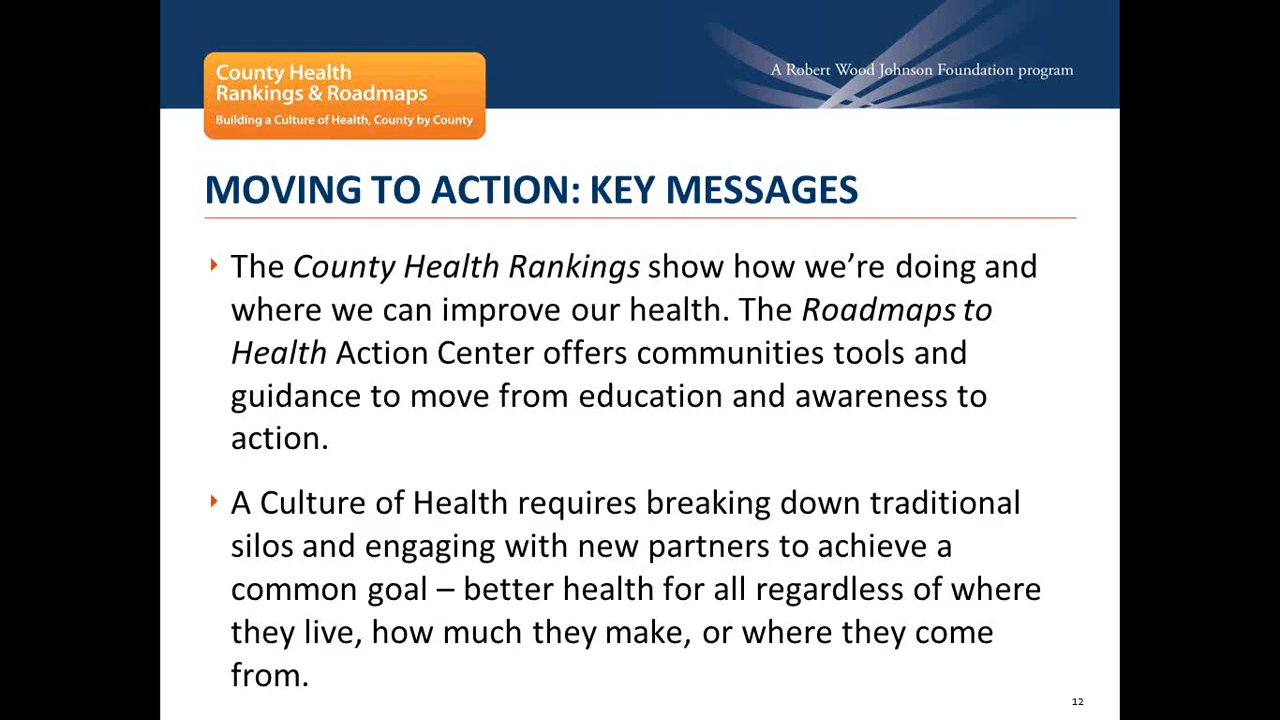 County Health
Rankings & Roadmaps
Building a Culture of Health, County by County
A Robert Wood Johnson Foundation program
MOVING TO ACTION: KEY MESSAGES
The County Health Rankings show how we’re doing and
where we can improve our health. The Roadmaps to
Health Action Center offers communities tools and
guidance to move from education and awareness to
action.
A Culture of Health requires breaking down traditional
silos and engaging with new partners to achieve a
common goal – better health for all regardless of where
they live, how much they make, or where they come
from.
12